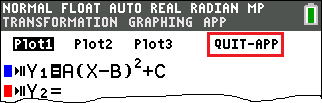 NORMAL FLOAT AUTO REAL RADIAN MP
TRANSFORMATION GRAPHING APP
Plot1 Plot2 Plot3 QUIT-APP
Y₁=A(X-B)²+C
Y₂=